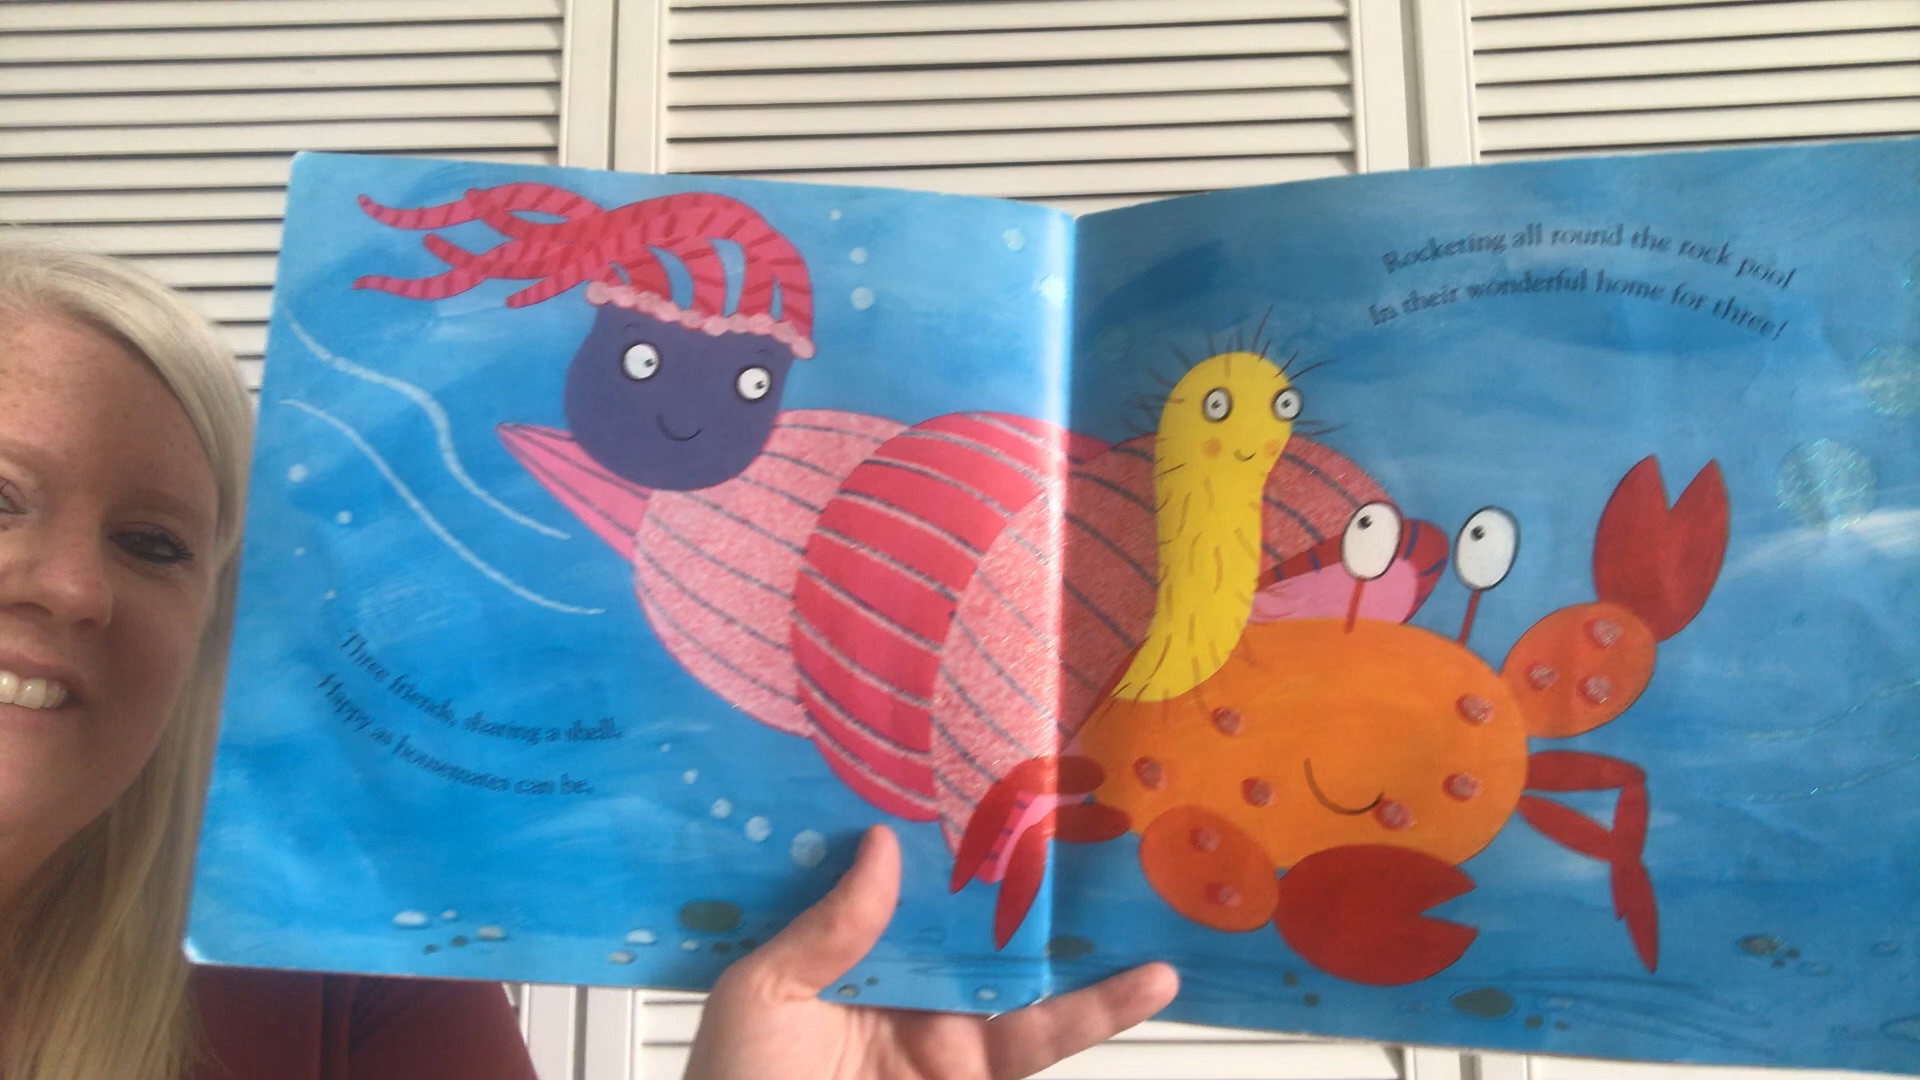 Three friends, sharing a shell,
Happy as housemates can be.
Rocketing all round the rock pool
In their wonderful home for three!